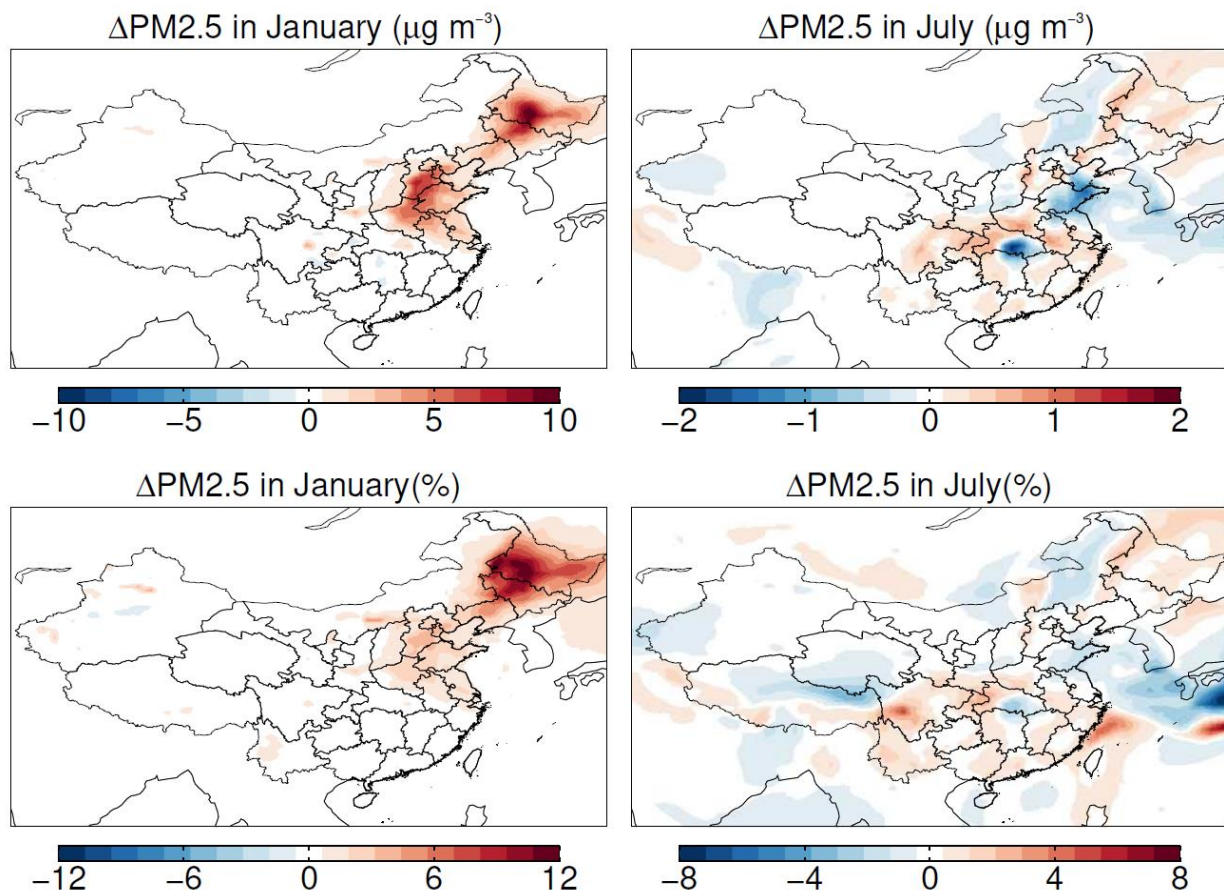 ΔPM2.5 in January (μg m⁻³)
ΔPM2.5 in July (μg m⁻³)
−10 −5 0 5 10
−2 −1 0 1 2
ΔPM2.5 in January(%)
ΔPM2.5 in July(%)
−12 −6 0 6 12
−8 −4 0 4 8